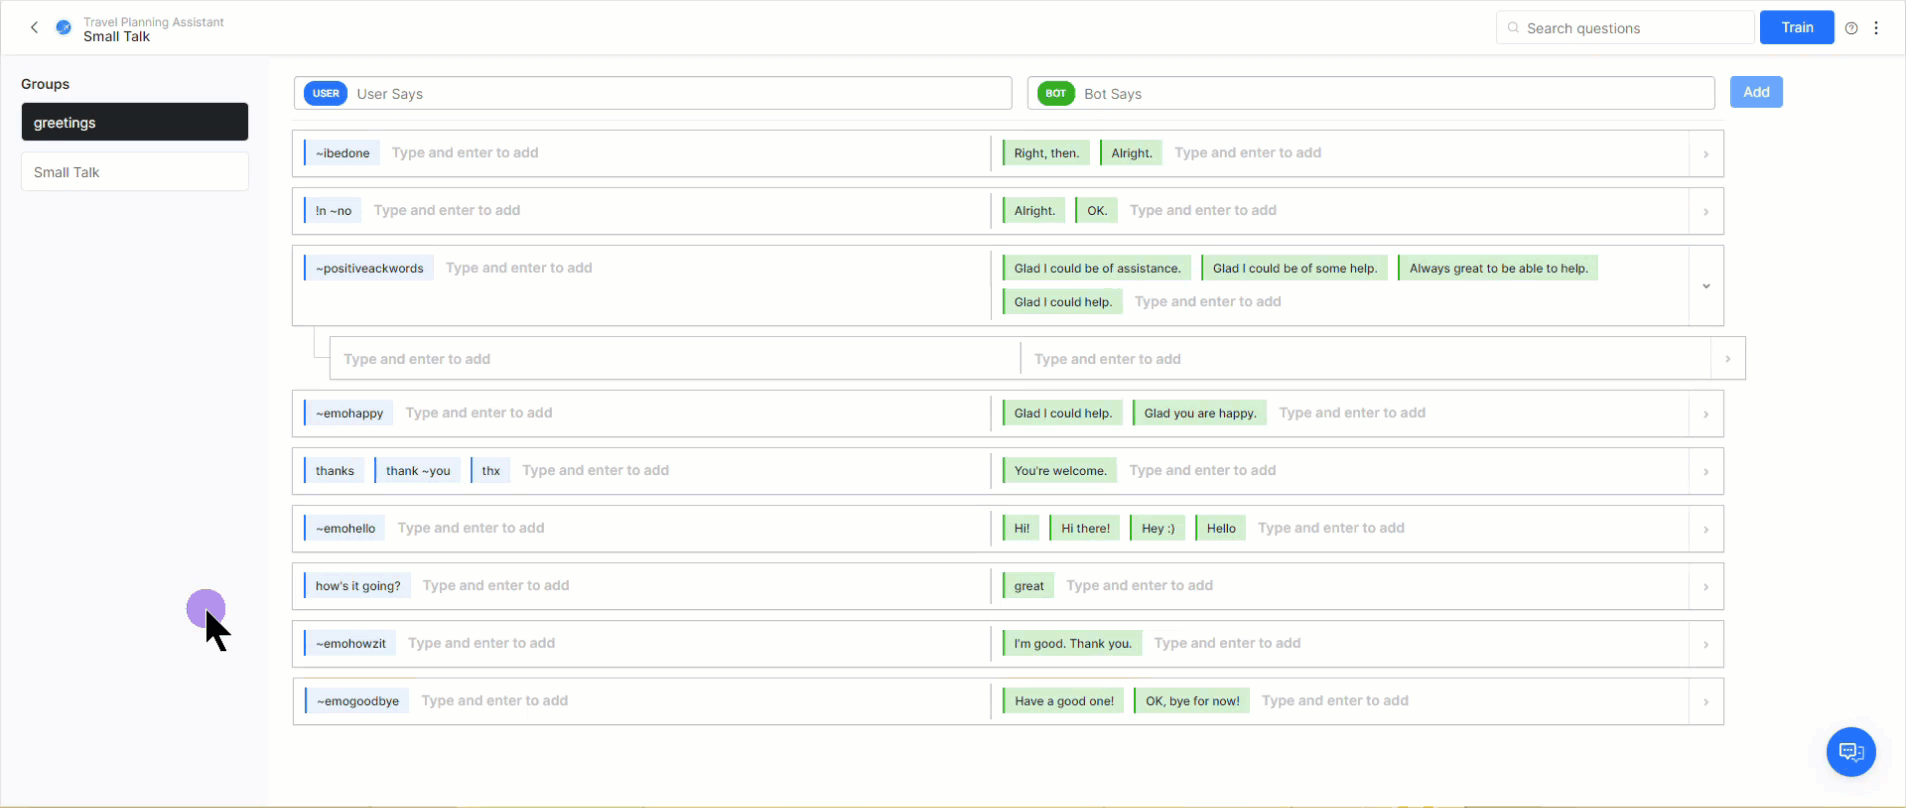 Travel Planning Assistant
Small Talk
Search questions
Train
Groups
greetings
Small Talk
USER User Says
BOT Bot Says
Add
~ibedone Type and enter to add
Right, then. Alright. Type and enter to add
!n ~no Type and enter to add
Alright. OK. Type and enter to add
~positiveackwords Type and enter to add
Glad I could be of assistance. Glad I could be of some help. Always great to be able to help.
Glad I could help. Type and enter to add
Type and enter to add
Type and enter to add
~emohappy Type and enter to add
Glad I could help. Glad you are happy. Type and enter to add
thanks thank ~you thx Type and enter to add
You're welcome. Type and enter to add
~emohello Type and enter to add
Hi! Hi there! Hey :) Hello Type and enter to add
how's it going? Type and enter to add
great Type and enter to add
~emohowzit Type and enter to add
I'm good. Thank you. Type and enter to add
~emogoodbye Type and enter to add
Have a good one! OK, bye for now! Type and enter to add